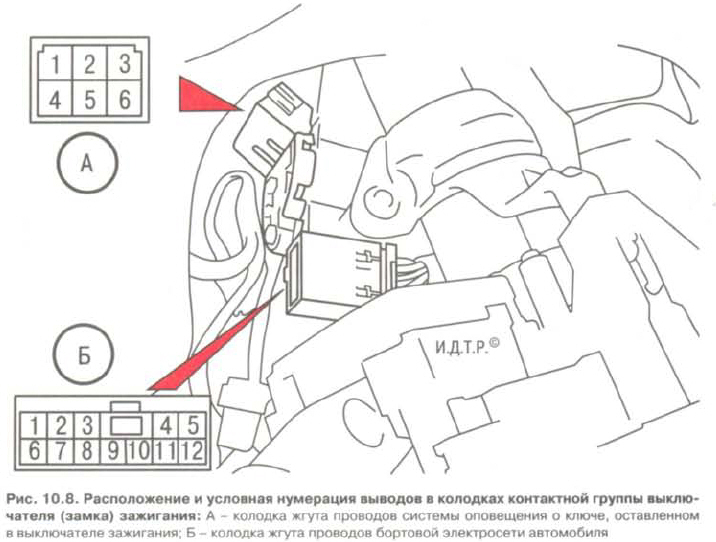 1 2 3
4 5 6
А
Б
И.Д.Т.Р.©
1 2 3 4 5
6 7 8 9 10 11 12
Рис. 10.8. Расположение и условная нумерация выводов в колодках контактной группы выклю-
чателя (замка) зажигания: А – колодка жгута проводов системы оповещения о ключе, оставленном
в выключателе зажигания; Б – колодка жгута проводов бортовой электросети автомобиля